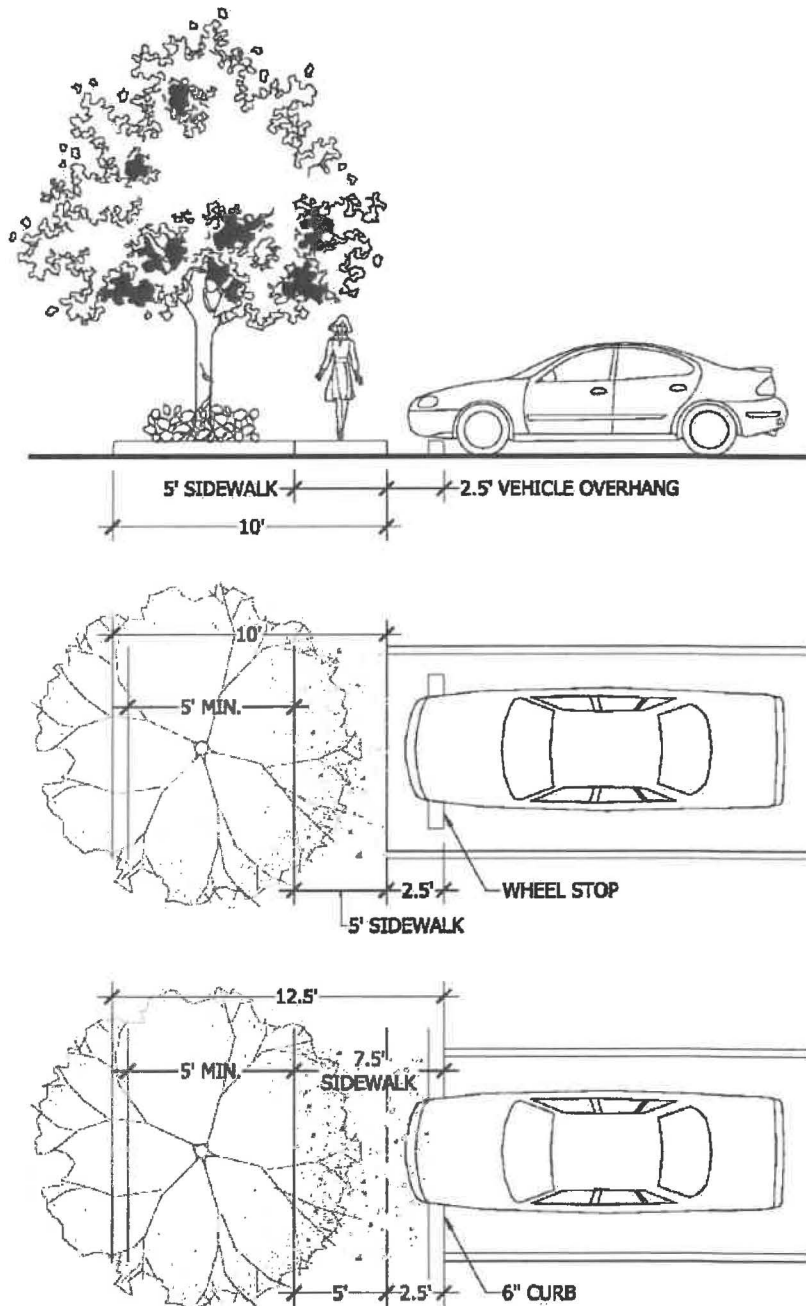 5' SIDEWALK
2.5' VEHICLE OVERHANG
10'
10'
5' MIN.
2.5'
WHEEL STOP
5' SIDEWALK
12.5'
5' MIN.
7.5'
SIDEWALK
5'
2.5'
6" CURB